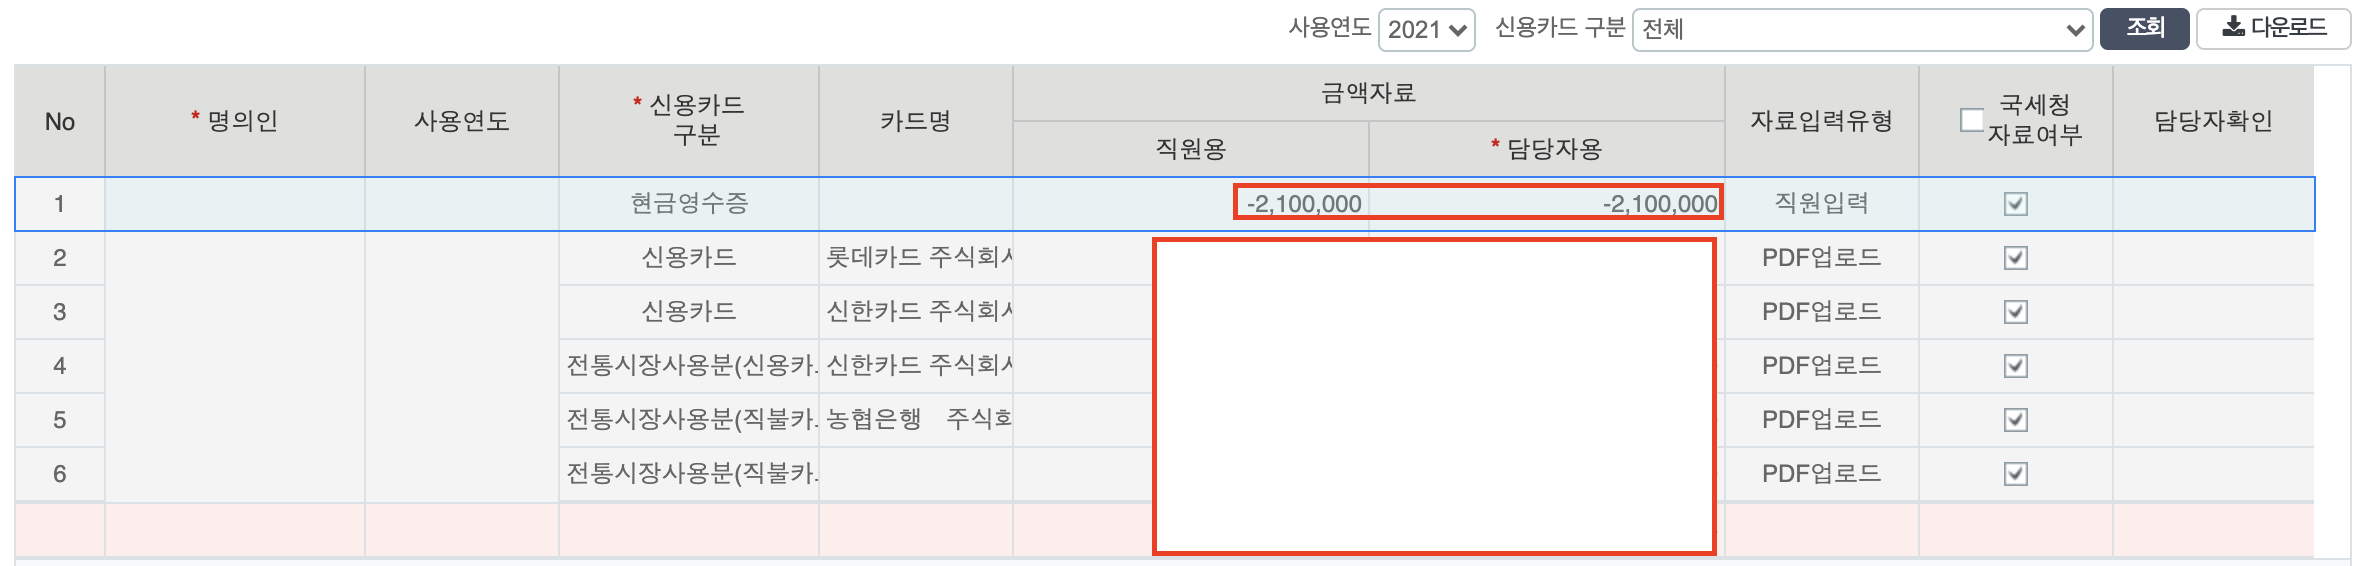 사용연도 2021 신용카드 구분 전체 조회 다운로드
No * 명의인 사용연도 * 신용카드 구분 카드명 금액자료 자료입력유형 국세청 자료여부 담당자확인
직원용 * 담당자용
1 현금영수증 -2,100,000 -2,100,000 직원입력
2 신용카드 롯데카드 주식회사 PDF업로드
3 신용카드 신한카드 주식회사 PDF업로드
4 전통시장사용분(신용카 신한카드 주식회사 PDF업로드
5 전통시장사용분(직불카 농협은행 주식회 PDF업로드
6 전통시장사용분(직불카 PDF업로드